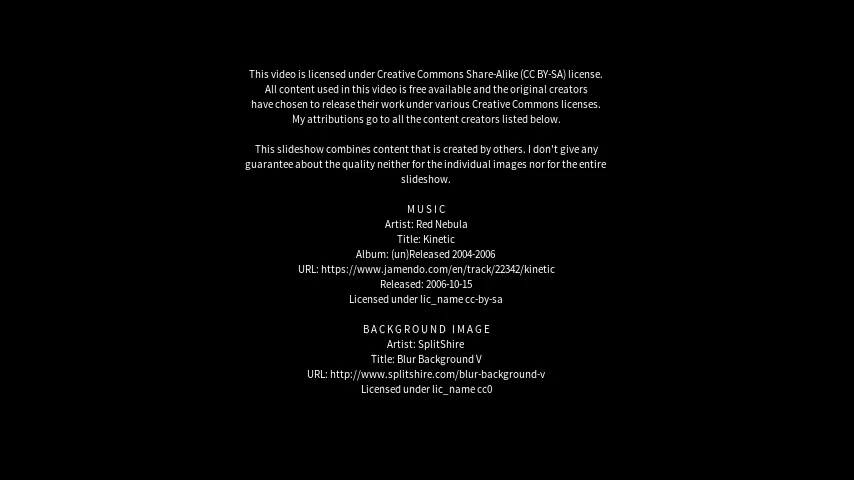 This video is licensed under Creative Commons Share-Alike (CC BY-SA) license.
All content used in this video is free available and the original creators
have chosen to release their work under various Creative Commons licenses.
My attributions go to all the content creators listed below.
This slideshow combines content that is created by others. I don't give any
guarantee about the quality neither for the individual images nor for the entire
slideshow.
MUSIC
Artist: Red Nebula
Title: Kinetic
Album: (un)Released 2004-2006
URL: https://www.jamendo.com/en/track/22342/kinetic
Released: 2006-10-15
Licensed under lic_name cc-by-sa
BACKGROUND IMAGE
Artist: SplitShire
Title: Blur Background V
URL: http://www.splitshire.com/blur-background-v
Licensed under lic_name cc0